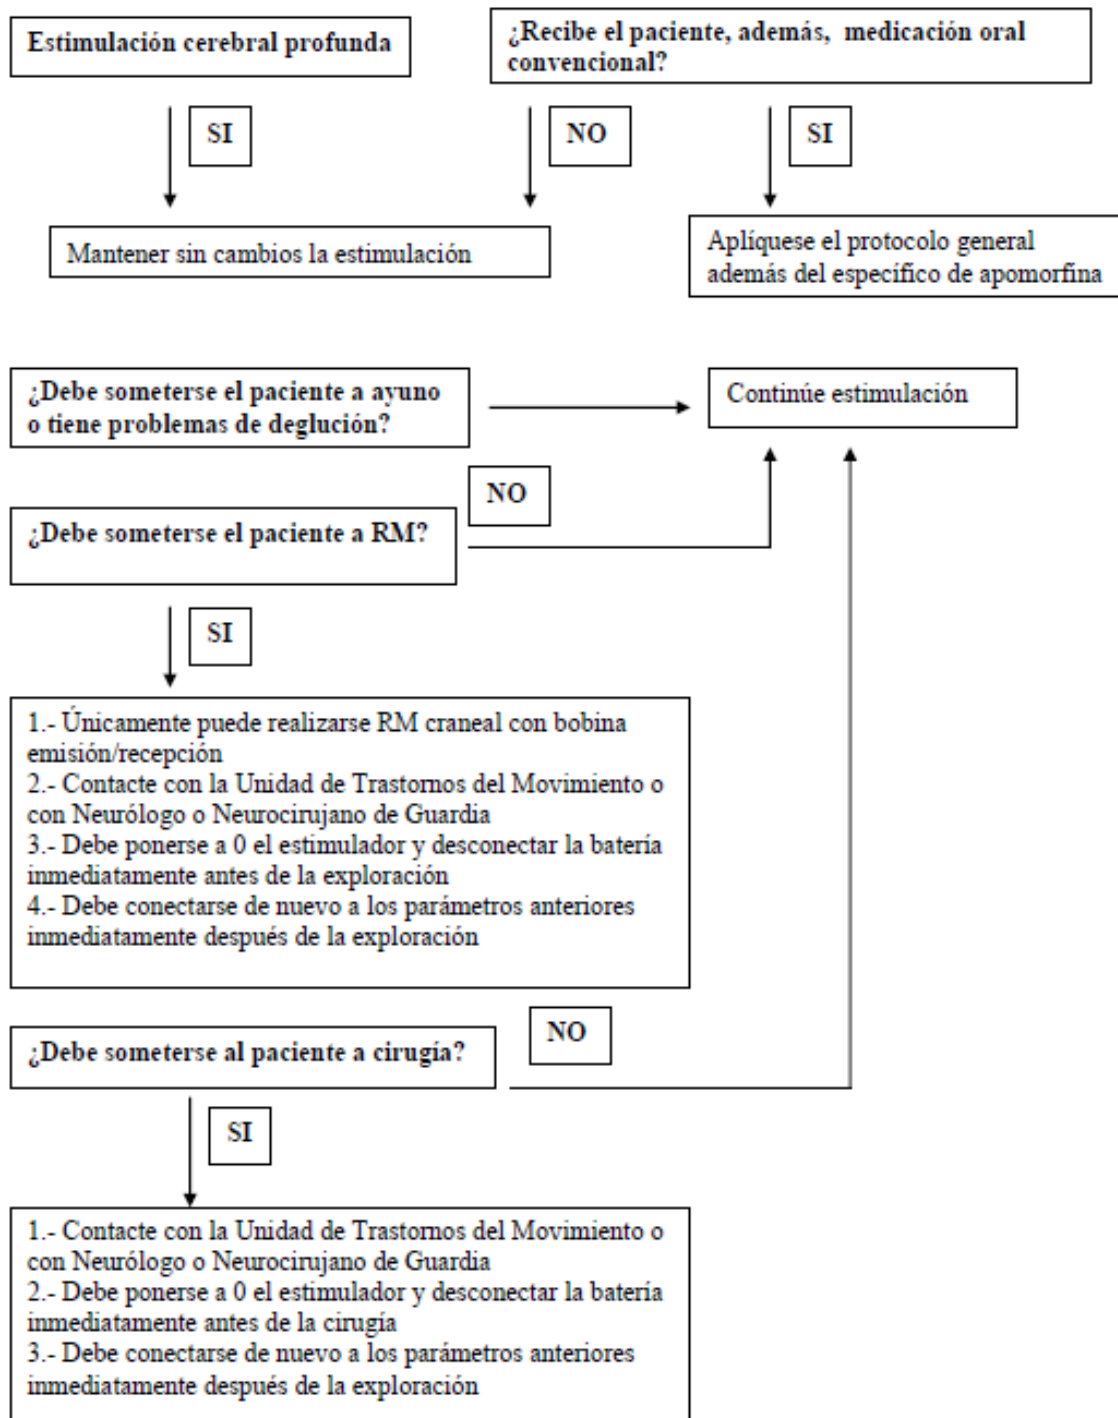 Estimulación cerebral profunda
¿Recibe el paciente, además, medicación oral
convencional?
SI
NO
SI
Mantener sin cambios la estimulación
Aplíquese el protocolo general
además del específico de apomorfína
¿Debe someterse el paciente a ayuno
o tiene problemas de deglución?
Continúe estimulación
NO
¿Debe someterse el paciente a RM?
SI
1.- Únicamente puede realizarse RM craneal con bobina
emisión/recepción
2.- Contacte con la Unidad de Trastornos del Movimiento o
con Neurólogo o Neurocirujano de Guardia
3.- Debe ponerse a 0 el estimulador y desconectar la batería
inmediatamente antes de la exploración
4.- Debe conectarse de nuevo a los parámetros anteriores
inmediatamente después de la exploración
NO
¿Debe someterse al paciente a cirugía?
SI
1.- Contacte con la Unidad de Trastornos del Movimiento o
con Neurólogo o Neurocirujano de Guardia
2.- Debe ponerse a 0 el estimulador y desconectar la batería
inmediatamente antes de la cirugía
3.- Debe conectarse de nuevo a los parámetros anteriores
inmediatamente después de la exploración